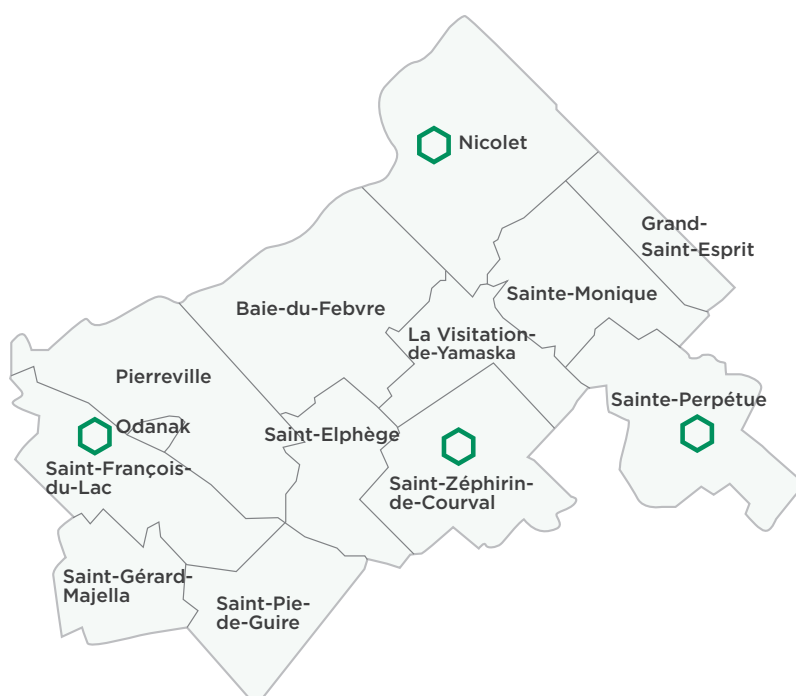 Nicolet
Grand-
Saint-Esprit
Sainte-Monique
Baie-du-Febvre
La Visitation-
de-Yamaska
Pierreville
Sainte-Perpétue
Odanak
Saint-Elphège
Saint-François-
du-Lac
Saint-Zéphirin-
de-Courval
Saint-Gérard-
Majella
Saint-Pie-
de-Guire